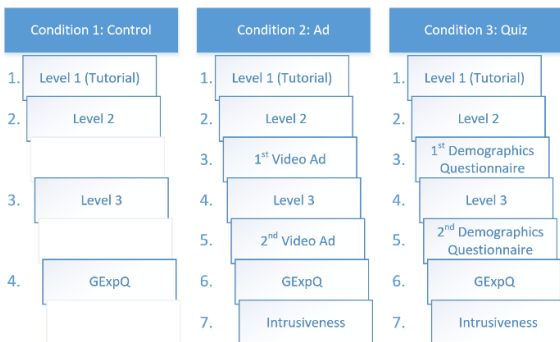 Condition 1: Control
1. Level 1 (Tutorial)
2. Level 2
3. Level 3
4. GExpQ
Condition 2: Ad
1. Level 1 (Tutorial)
2. Level 2
3. 1st Video Ad
4. Level 3
5. 2nd Video Ad
6. GExpQ
7. Intrusiveness
Condition 3: Quiz
1. Level 1 (Tutorial)
2. Level 2
3. 1st Demographics
Questionnaire
4. Level 3
5. 2nd Demographics
Questionnaire
6. GExpQ
7. Intrusiveness